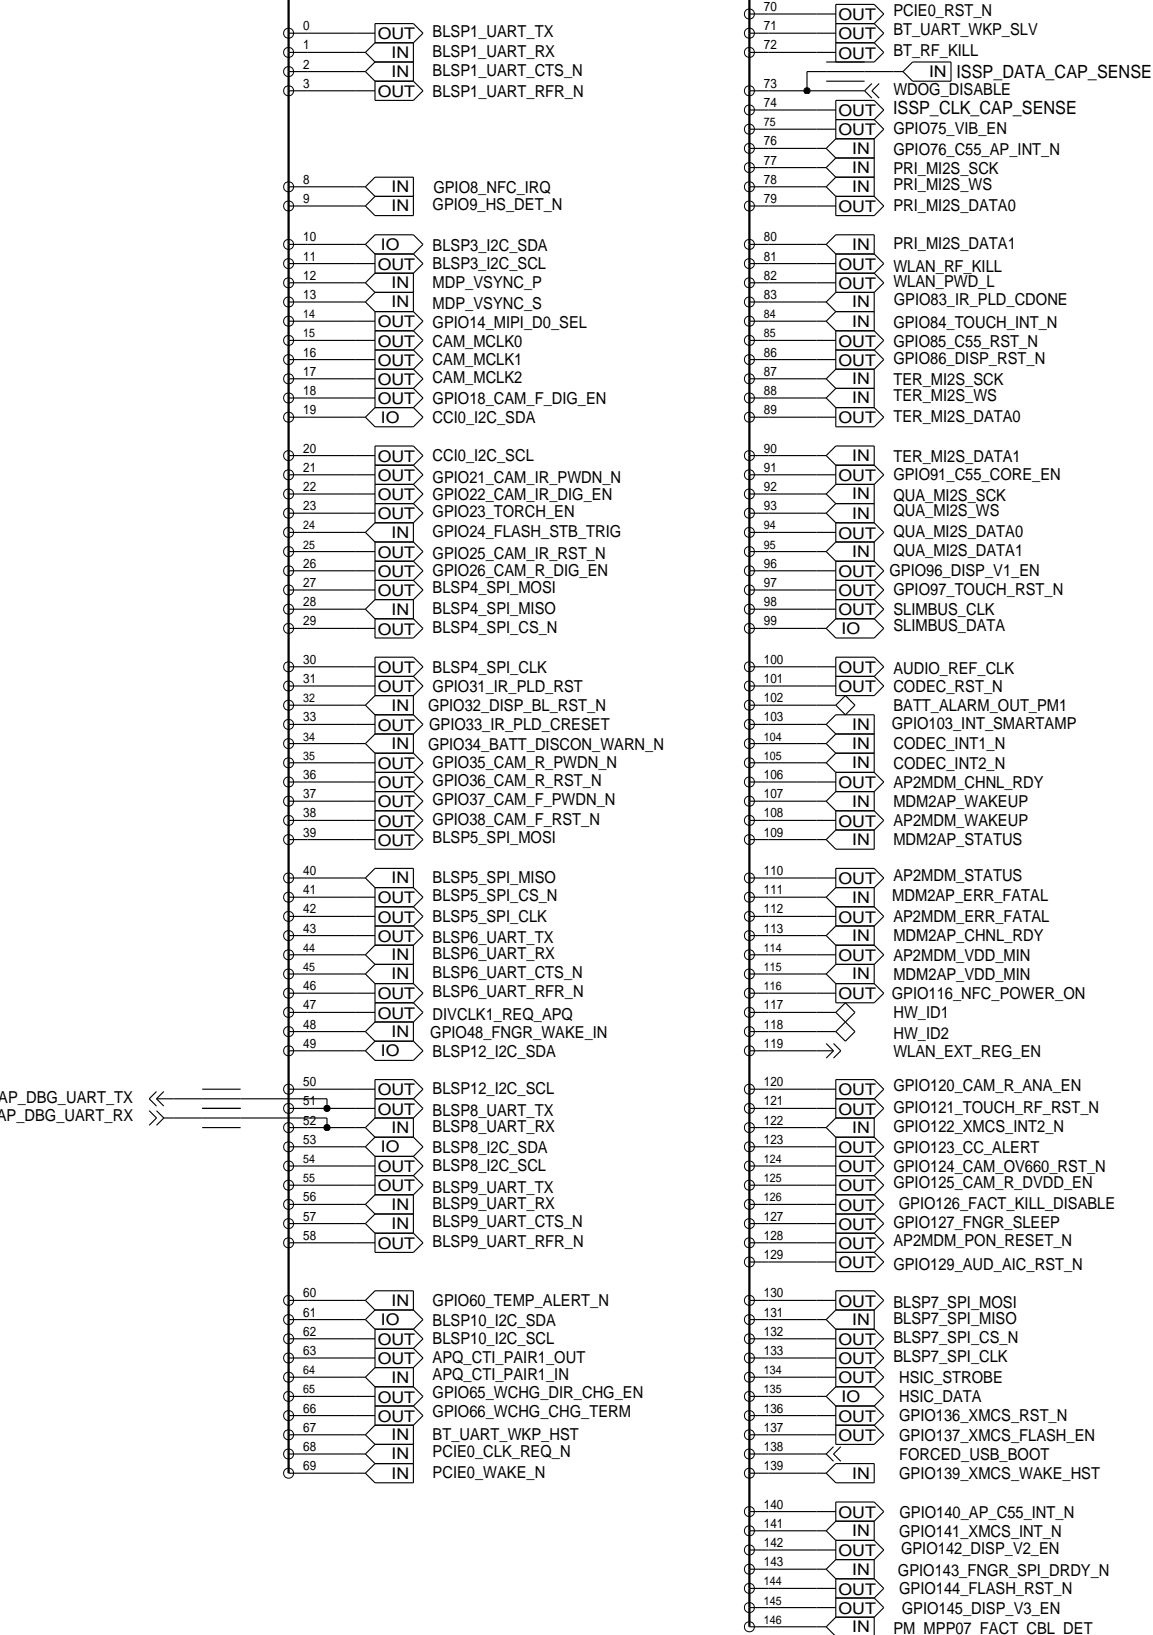 0 OUT BLSP1_UART_TX
1 IN BLSP1_UART_RX
2 IN BLSP1_UART_CTS_N
3 OUT BLSP1_UART_RFR_N
8 IN GPIO8_NFC_IRQ
9 IN GPIO9_HS_DET_N
10 IO BLSP3_I2C_SDA
11 OUT BLSP3_I2C_SCL
12 IN MDP_VSYNC_P
13 IN MDP_VSYNC_S
14 OUT GPIO14_MIPI_D0_SEL
15 OUT CAM_MCLK0
16 OUT CAM_MCLK1
17 OUT CAM_MCLK2
18 OUT GPIO18_CAM_F_DIG_EN
19 IO CCI0_I2C_SDA
20 OUT CCI0_I2C_SCL
21 OUT GPIO21_CAM_IR_PWDN_N
22 OUT GPIO22_CAM_IR_DIG_EN
23 OUT GPIO23_TORCH_EN
24 IN GPIO24_FLASH_STB_TRIG
25 OUT GPIO25_CAM_IR_RST_N
26 OUT GPIO26_CAM_R_DIG_EN
27 OUT BLSP4_SPI_MOSI
28 IN BLSP4_SPI_MISO
29 OUT BLSP4_SPI_CS_N
30 OUT BLSP4_SPI_CLK
31 OUT GPIO31_IR_PLD_RST
32 IN GPIO32_DISP_BL_RST_N
33 OUT GPIO33_IR_PLD_CRESET
34 IN GPIO34_BATT_DISCON_WARN_N
35 OUT GPIO35_CAM_R_PWDN_N
36 OUT GPIO36_CAM_R_RST_N
37 OUT GPIO37_CAM_F_PWDN_N
38 OUT GPIO38_CAM_F_RST_N
39 OUT BLSP5_SPI_MOSI
40 IN BLSP5_SPI_MISO
41 OUT BLSP5_SPI_CS_N
42 OUT BLSP5_SPI_CLK
43 OUT BLSP6_UART_TX
44 IN BLSP6_UART_RX
45 IN BLSP6_UART_CTS_N
46 OUT BLSP6_UART_RFR_N
47 OUT DIVCLK1_REQ_APQ
48 IN GPIO48_FNGR_WAKE_IN
49 IO BLSP12_I2C_SDA
50 OUT BLSP12_I2C_SCL
AP_DBG_UART_TX 51 OUT BLSP8_UART_TX
AP_DBG_UART_RX 52 IN BLSP8_UART_RX
53 IO BLSP8_I2C_SDA
54 OUT BLSP8_I2C_SCL
55 OUT BLSP9_UART_TX
56 IN BLSP9_UART_RX
57 IN BLSP9_UART_CTS_N
58 OUT BLSP9_UART_RFR_N
60 IN GPIO60_TEMP_ALERT_N
61 IO BLSP10_I2C_SDA
62 OUT BLSP10_I2C_SCL
63 OUT APQ_CTI_PAIR1_OUT
64 IN APQ_CTI_PAIR1_IN
65 OUT GPIO65_WCHG_DIR_CHG_EN
66 OUT GPIO66_WCHG_CHG_TERM
67 IN BT_UART_WKP_HST
68 IN PCIE0_CLK_REQ_N
69 IN PCIE0_WAKE_N
70 OUT PCIE0_RST_N
71 OUT BT_UART_WKP_SLV
72 OUT BT_RF_KILL
IN ISSP_DATA_CAP_SENSE
73 WDOG_DISABLE
74 OUT ISSP_CLK_CAP_SENSE
75 OUT GPIO75_VIB_EN
76 IN GPIO76_C55_AP_INT_N
77 IN PRI_MI2S_SCK
78 IN PRI_MI2S_WS
79 OUT PRI_MI2S_DATA0
80 IN PRI_MI2S_DATA1
81 OUT WLAN_RF_KILL
82 OUT WLAN_PWD_L
83 IN GPIO83_IR_PLD_CDONE
84 IN GPIO84_TOUCH_INT_N
85 OUT GPIO85_C55_RST_N
86 OUT GPIO86_DISP_RST_N
87 IN TER_MI2S_SCK
88 IN TER_MI2S_WS
89 OUT TER_MI2S_DATA0
90 IN TER_MI2S_DATA1
91 OUT GPIO91_C55_CORE_EN
92 IN QUA_MI2S_SCK
93 IN QUA_MI2S_WS
94 OUT QUA_MI2S_DATA0
95 IN QUA_MI2S_DATA1
96 OUT GPIO96_DISP_V1_EN
97 OUT GPIO97_TOUCH_RST_N
98 OUT SLIMBUS_CLK
99 IO SLIMBUS_DATA
100 OUT AUDIO_REF_CLK
101 OUT CODEC_RST_N
102 BATT_ALARM_OUT_PM1
103 IN GPIO103_INT_SMARTAMP
104 IN CODEC_INT1_N
105 IN CODEC_INT2_N
106 OUT AP2MDM_CHNL_RDY
107 IN MDM2AP_WAKEUP
108 OUT AP2MDM_WAKEUP
109 IN MDM2AP_STATUS
110 OUT AP2MDM_STATUS
111 IN MDM2AP_ERR_FATAL
112 OUT AP2MDM_ERR_FATAL
113 IN MDM2AP_CHNL_RDY
114 OUT AP2MDM_VDD_MIN
115 IN MDM2AP_VDD_MIN
116 OUT GPIO116_NFC_POWER_ON
117 HW_ID1
118 HW_ID2
119 WLAN_EXT_REG_EN
120 OUT GPIO120_CAM_R_ANA_EN
121 OUT GPIO121_TOUCH_RF_RST_N
122 IN GPIO122_XMCS_INT2_N
123 OUT GPIO123_CC_ALERT
124 OUT GPIO124_CAM_OV660_RST_N
125 OUT GPIO125_CAM_R_DVDD_EN
126 OUT GPIO126_FACT_KILL_DISABLE
127 OUT GPIO127_FNGR_SLEEP
128 OUT AP2MDM_PON_RESET_N
129 OUT GPIO129_AUD_AIC_RST_N
130 OUT BLSP7_SPI_MOSI
131 IN BLSP7_SPI_MISO
132 OUT BLSP7_SPI_CS_N
133 OUT BLSP7_SPI_CLK
134 OUT HSIC_STROBE
135 IO HSIC_DATA
136 OUT GPIO136_XMCS_RST_N
137 OUT GPIO137_XMCS_FLASH_EN
138 FORCED_USB_BOOT
139 IN GPIO139_XMCS_WAKE_HST
140 OUT GPIO140_AP_C55_INT_N
141 IN GPIO141_XMCS_INT_N
142 OUT GPIO142_DISP_V2_EN
143 IN GPIO143_FNGR_SPI_DRDY_N
144 OUT GPIO144_FLASH_RST_N
145 OUT GPIO145_DISP_V3_EN
146 IN PM_MPP07_FACT_CBL_DET